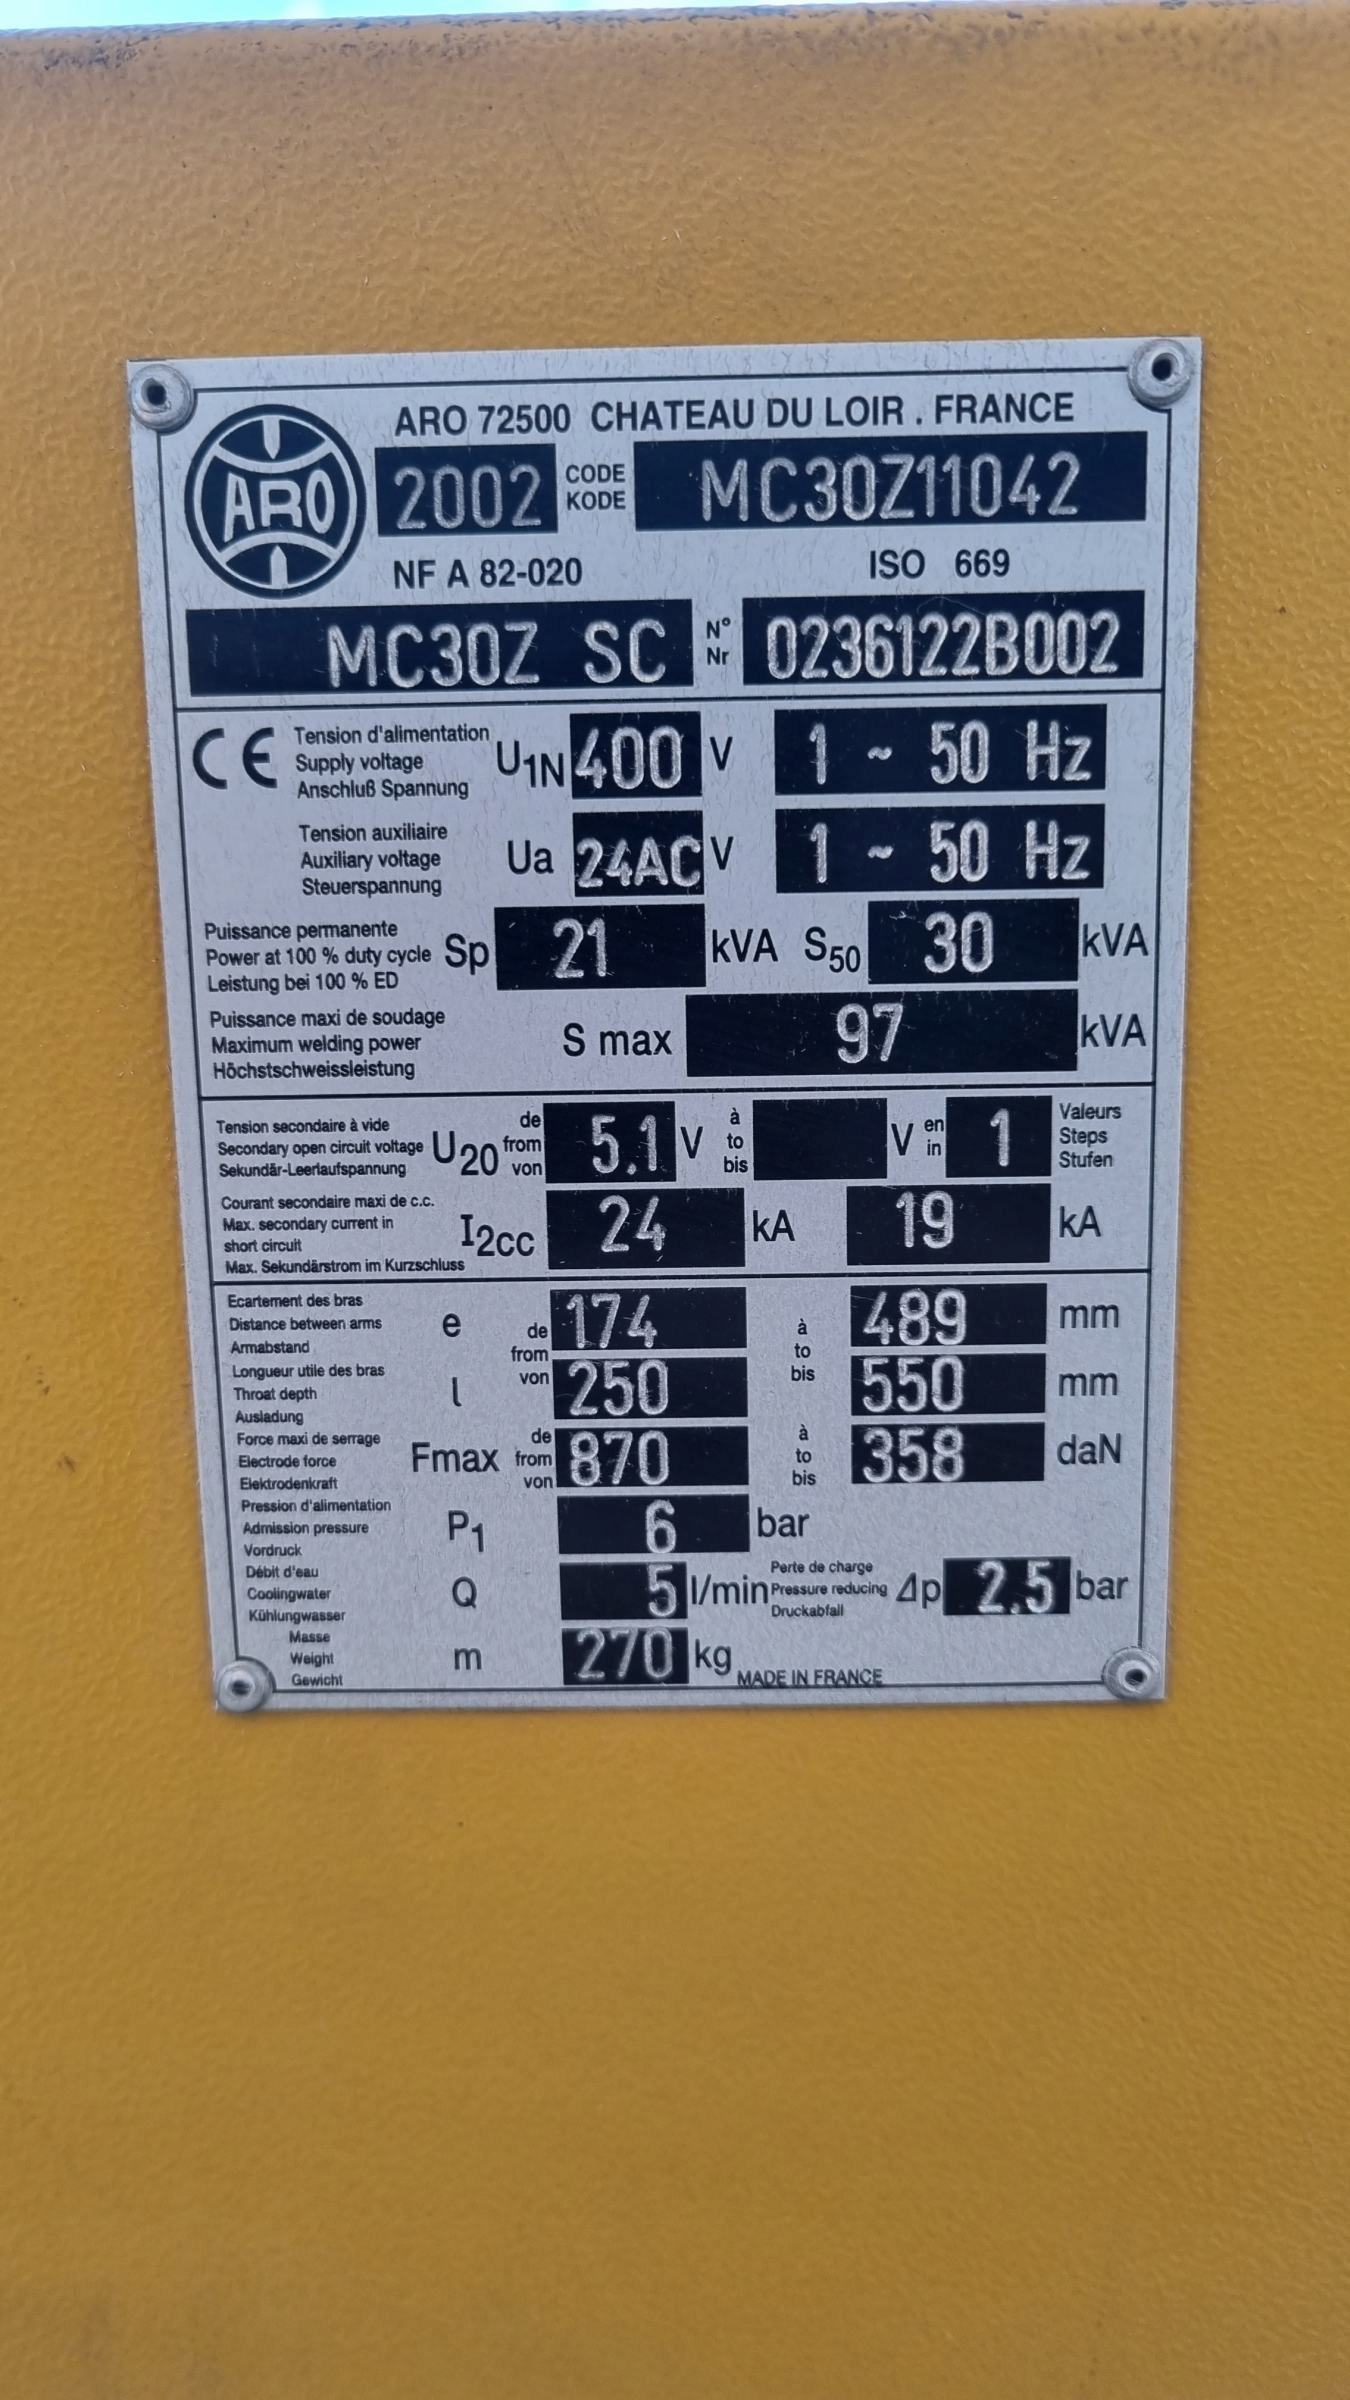 ARO 72500 CHATEAU DU LOIR . FRANCE
ARO 2002 CODE KODE MC30Z11042
NF A 82-020 ISO 669
MC30Z SC N° Nr 0236122B002
CE Tension d'alimentation
Supply voltage U1N 400 V 1 ~ 50 Hz
Anschluß Spannung
Tension auxiliaire
Auxiliary voltage Ua 24AC V 1 ~ 50 Hz
Steuerspannung
Puissance permanente
Power at 100 % duty cycle Sp 21 kVA S50 30 kVA
Leistung bei 100 % ED
Puissance maxi de soudage
Maximum welding power S max 97 kVA
Höchstschweissleistung
Tension secondaire à vide de à en Valeurs
Secondary open circuit voltage U20 from 5.1 V to V in 1 Steps
Sekundär-Leerlaufspannung von bis Stufen
Courant secondaire maxi de c.c.
Max. secondary current in I2cc 24 kA 19 kA
short circuit
Max. Sekundärstrom im Kurzschluss
Ecartement des bras
Distance between arms e de 174 à 489 mm
Armabstand from to
Longueur utile des bras von bis
Throat depth l 250 550 mm
Ausladung
Force maxi de serrage de à
Electrode force Fmax from 870 to 358 daN
Elektrodenkraft von bis
Pression d'alimentation
Admission pressure P1 6 bar
Vordruck
Débit d'eau Perte de charge
Coolingwater Q 5 l/min Pressure reducing Δp 2.5 bar
Kühlungwasser Druckabfall
Masse
Weight m 270 kg MADE IN FRANCE
Gewicht